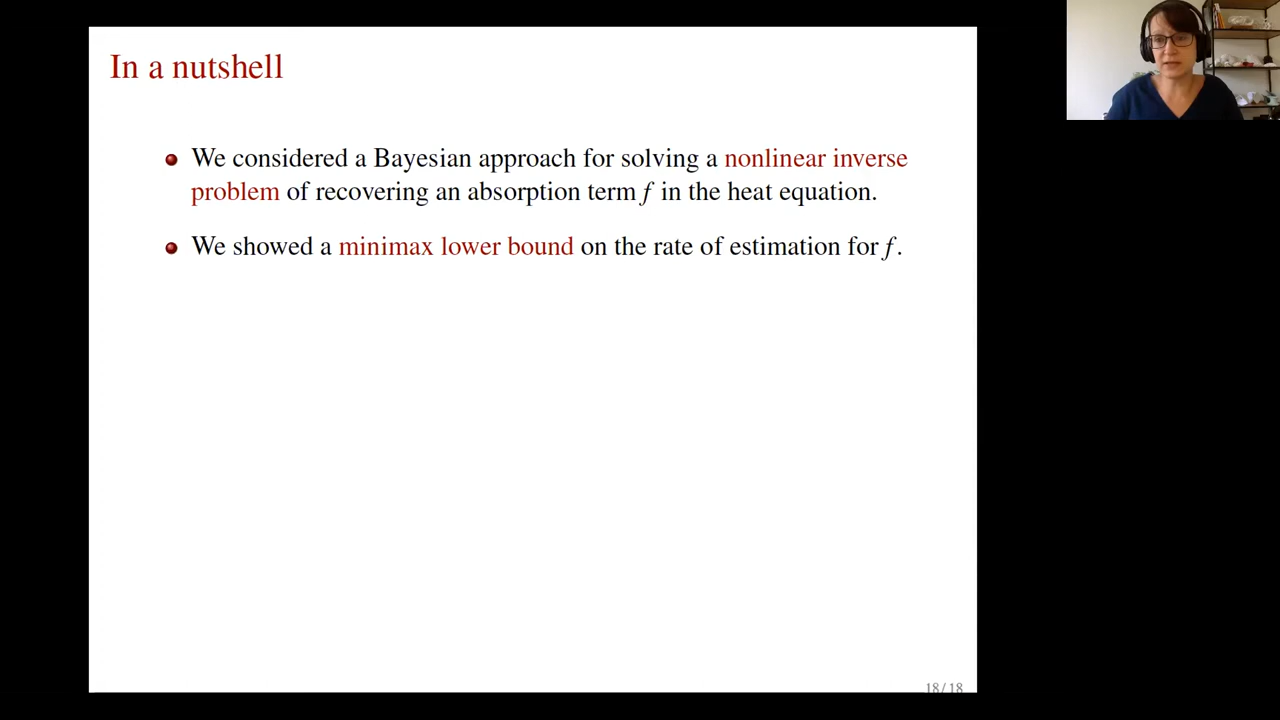 In a nutshell
We considered a Bayesian approach for solving a nonlinear inverse
problem of recovering an absorption term f in the heat equation.
We showed a minimax lower bound on the rate of estimation for f.
18/18